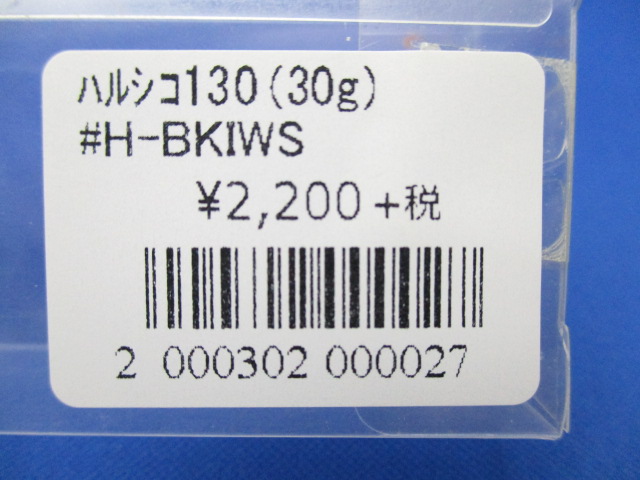 ﾊﾙｼｺ130(30g)
#H-BKIWS
¥2,200+税
2 000302 000027